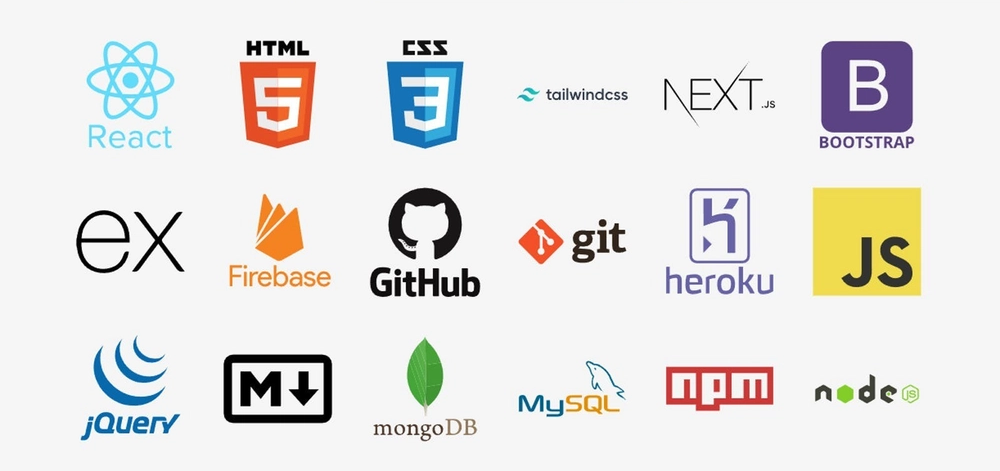 React
HTML
5
CSS
3
tailwindcss
NEXT.JS
B
BOOTSTRAP
ex
Firebase
GitHub
git
heroku
JS
jQuery
M
mongoDB
MySQL
npm
node
JS